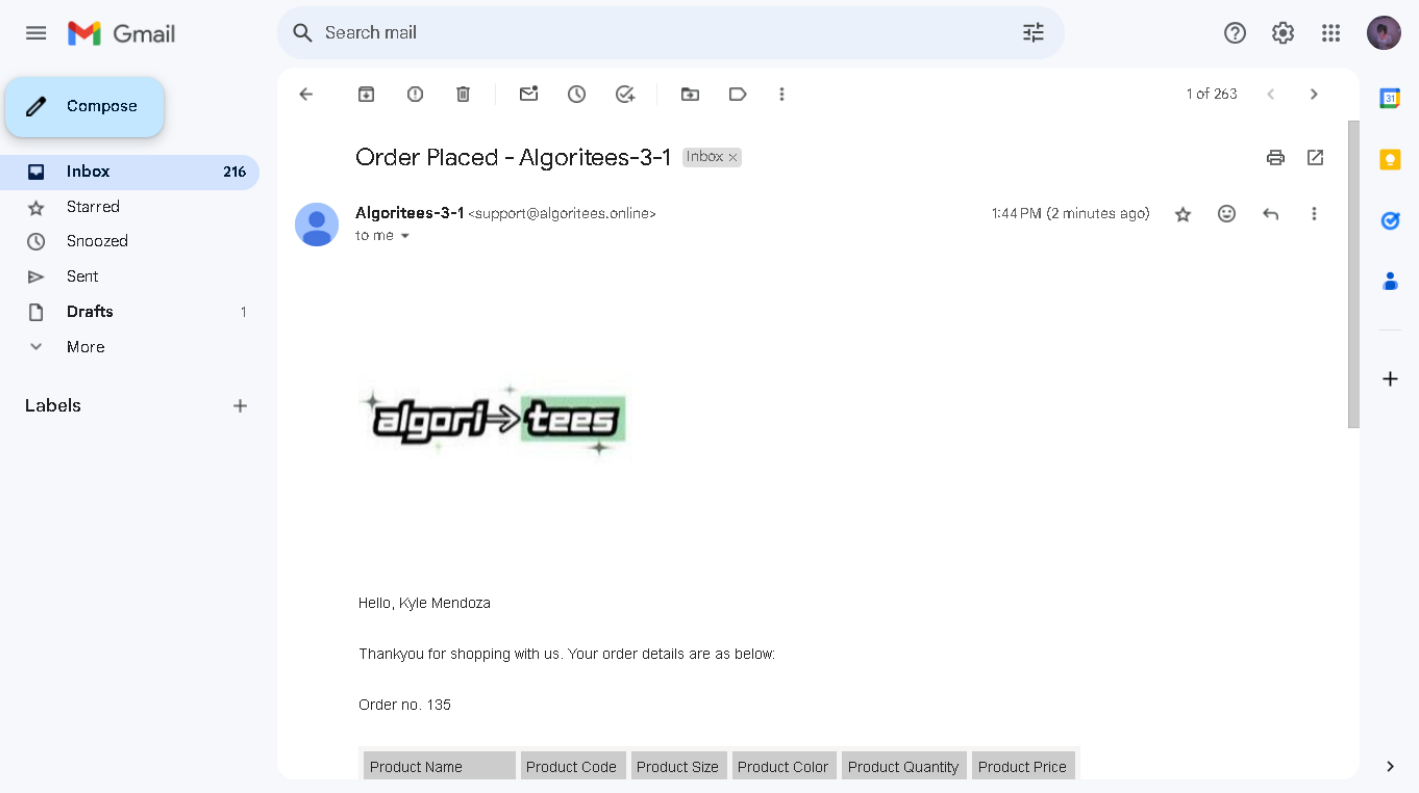 Gmail
Search mail
Compose
Inbox 216
Starred
Snoozed
Sent
Drafts 1
More
Labels
1 of 263
31
Order Placed - Algoritees-3-1 Inbox ×
Algoritees-3-1 <support@algoritees.online> 1:44 PM (2 minutes ago)
to me
algori→tees
Hello, Kyle Mendoza
Thankyou for shopping with us. Your order details are as below:
Order no. 135
Product Name Product Code Product Size Product Color Product Quantity Product Price